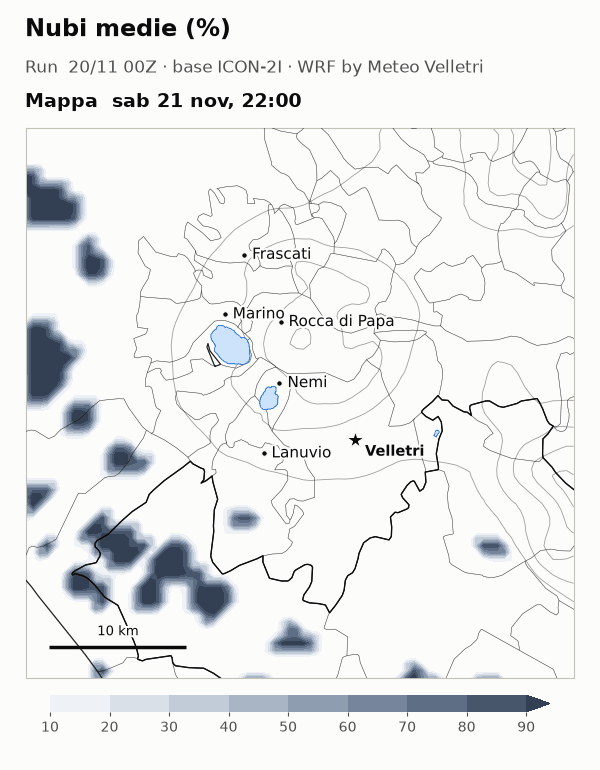 Nubi medie (%)
Run  20/11 00Z · base ICON-2I · WRF by Meteo Velletri
Mappa  sab 21 nov, 22:00
Frascati
Marino
Rocca di Papa
Nemi
Velletri
Lanuvio
10 km
10 20 30 40 50 60 70 80 90